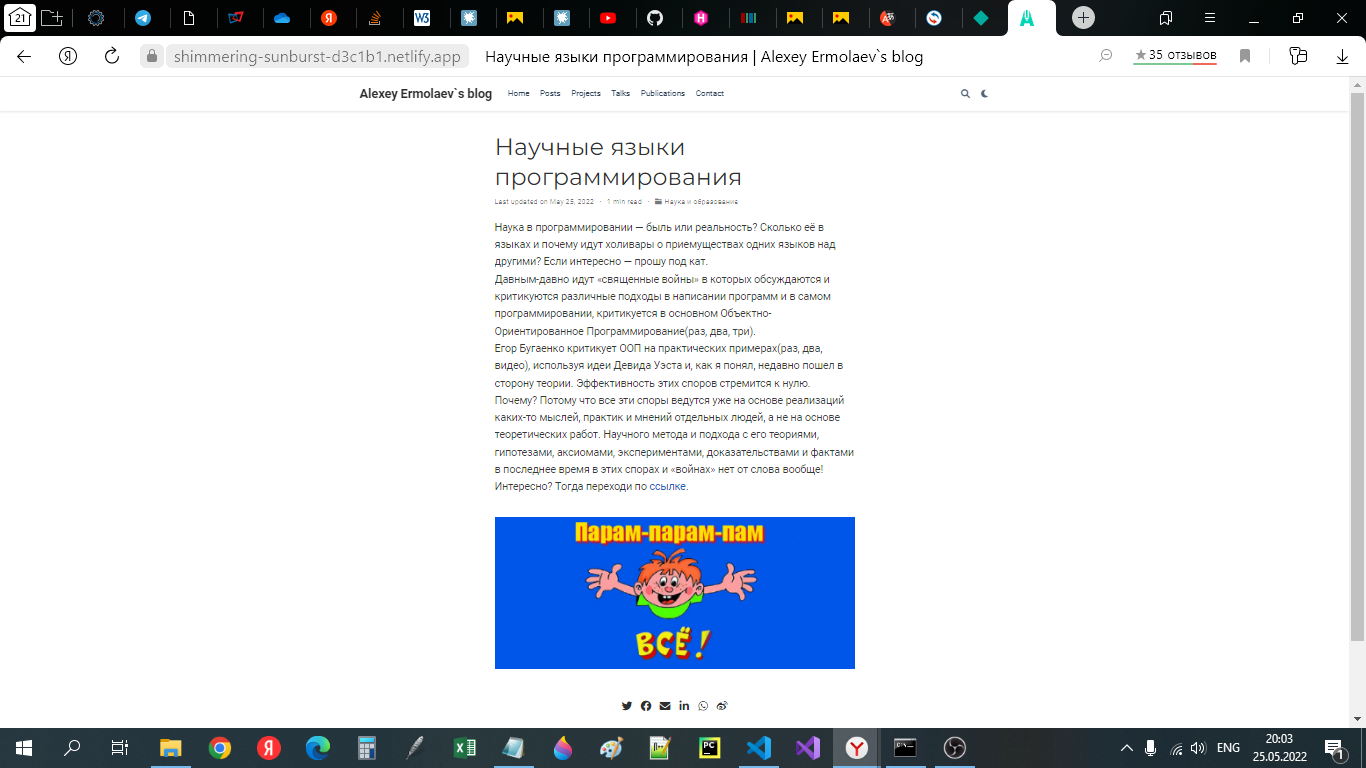 21
shimmering-sunburst-d3c1b1.netlify.app
Научные языки программирования | Alexey Ermolaev`s blog
35 отзывов
Alexey Ermolaev`s blog
Home
Posts
Projects
Talks
Publications
Contact
Научные языки
программирования
Last updated on May 25, 2022 · 1 min read · Наука и образование
Наука в программировании — быль или реальность? Сколько её в
языках и почему идут холивары о приемуществах одних языков над
другими? Если интересно — прошу под кат.
Давным-давно идут «священные войны» в которых обсуждаются и
критикуются различные подходы в написании программ и в самом
программировании, критикуется в основном Объектно-
Ориентированное Программирование(раз, два, три).
Егор Бугаенко критикует ООП на практических примерах(раз, два,
видео), используя идеи Девида Уэста и, как я понял, недавно пошел в
сторону теории. Эффективность этих споров стремится к нулю.
Почему? Потому что все эти споры ведутся уже на основе реализаций
каких-то мыслей, практик и мнений отдельных людей, а не на основе
теоретических работ. Научного метода и подхода с его теориями,
гипотезами, аксиомами, экспериментами, доказательствами и фактами
в последнее время в этих спорах и «войнах» нет от слова вообще!
Интересно? Тогда переходи по ссылке.
Парам-парам-пам
ВСЁ!
ENG
20:03
25.05.2022
1